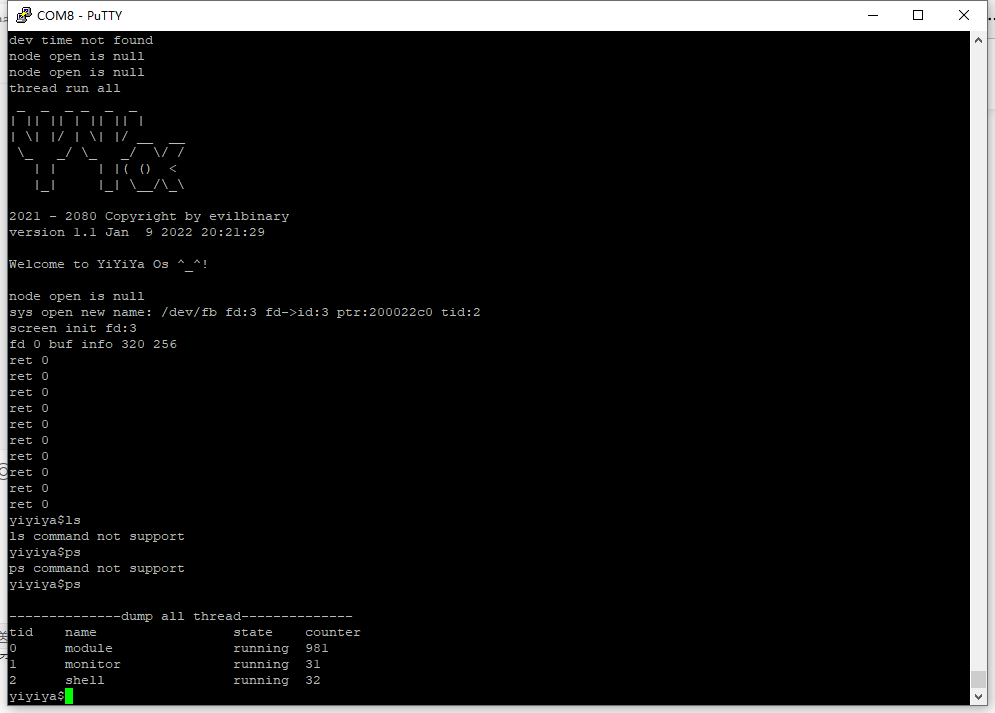 COM8 - PuTTY
dev time not found
node open is null
node open is null
thread run all
 _  _  _ _  _  _
| || || | || || |
| \| |/ | \| |/ __  __
 \_   _/ \_   _/  \/ /
   | |     | |( ()  <
   |_|     |_| \__/\_\
2021 - 2080 Copyright by evilbinary
version 1.1 Jan  9 2022 20:21:29
Welcome to YiYiYa Os ^_^!
node open is null
sys open new name: /dev/fb fd:3 fd->id:3 ptr:200022c0 tid:2
screen init fd:3
fd 0 buf info 320 256
ret 0
ret 0
ret 0
ret 0
ret 0
ret 0
ret 0
ret 0
ret 0
ret 0
yiyiya$ls
ls command not support
yiyiya$ps
ps command not support
yiyiya$ps
--------------dump all thread--------------
tid    name                 state    counter
0      module               running  981
1      monitor              running  31
2      shell                running  32
yiyiya$